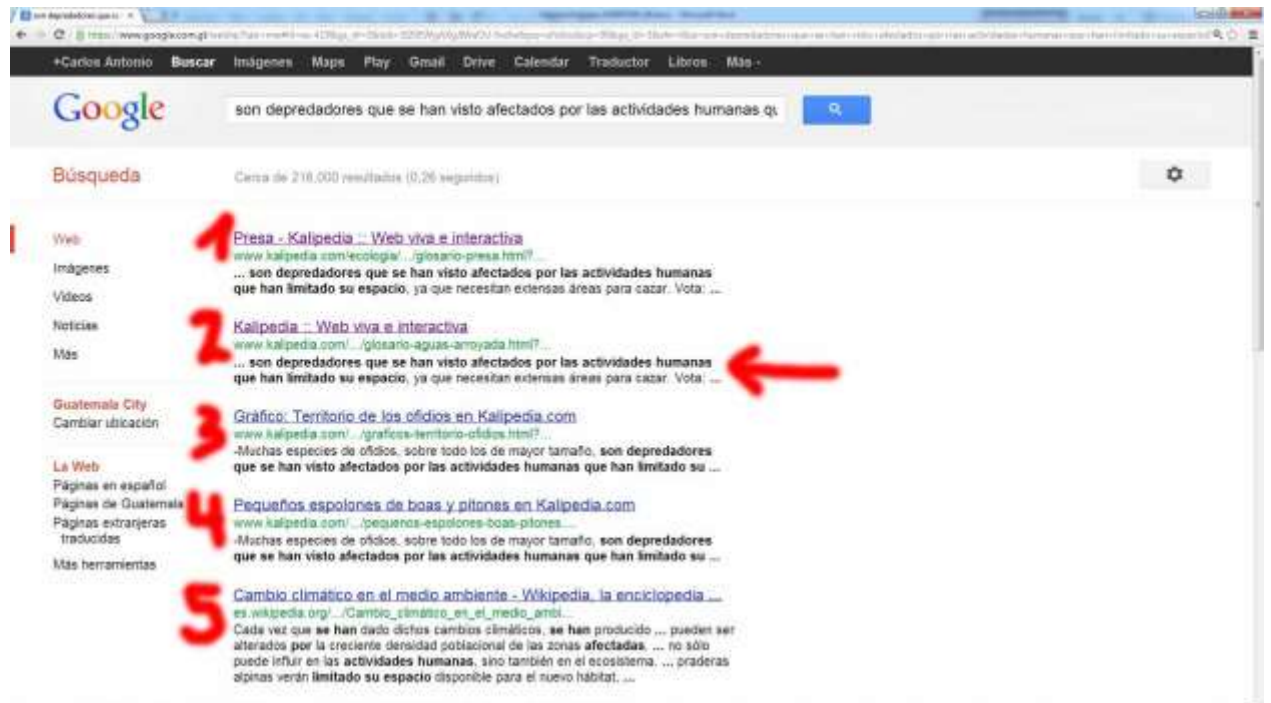 +Carlos Antonio Buscar Imágenes Maps Play Gmail Drive Calendar Traductor Libros Más
Google
son depredadores que se han visto afectados por las actividades humanas qu
Búsqueda
Cerca de 218,000 resultados (0,26 segundos)
Web
Imágenes
Vídeos
Noticias
Más
Guatemala City
Cambiar ubicación
La Web
Páginas en español
Páginas de Guatemala
Páginas extranjeras
traducidas
Más herramientas
1
Presa - Kalipedia :: Web viva e interactiva
www.kalipedia.com/ecologia/.../glosario-presa.html?...
... son depredadores que se han visto afectados por las actividades humanas
que han limitado su espacio, ya que necesitan extensas áreas para cazar. Vota: ...
2
Kalipedia :: Web viva e interactiva
www.kalipedia.com/.../glosario-aguas-arroyada.html?...
... son depredadores que se han visto afectados por las actividades humanas
que han limitado su espacio, ya que necesitan extensas áreas para cazar. Vota: ...
3
Gráfico: Territorio de los ofidios en Kalipedia.com
www.kalipedia.com/.../graficos-territorio-ofidios.html?...
-Muchas especies de ofidios, sobre todo los de mayor tamaño, son depredadores
que se han visto afectados por las actividades humanas que han limitado su ...
4
Pequeños espolones de boas y pitones en Kalipedia.com
www.kalipedia.com/.../pequenos-espolones-boas-pitones...
-Muchas especies de ofidios, sobre todo los de mayor tamaño, son depredadores
que se han visto afectados por las actividades humanas que han limitado su ...
5
Cambio climático en el medio ambiente - Wikipedia, la enciclopedia ...
es.wikipedia.org/.../Cambio_climático_en_el_medio_ambi...
Cada vez que se han dado dichos cambios climáticos, se han producido ... pueden ser
alterados por la creciente densidad poblacional de las zonas afectadas, ... no sólo
puede influir en las actividades humanas, sino también en el ecosistema. ... praderas
alpinas verán limitado su espacio disponible para el nuevo hábitat, ...